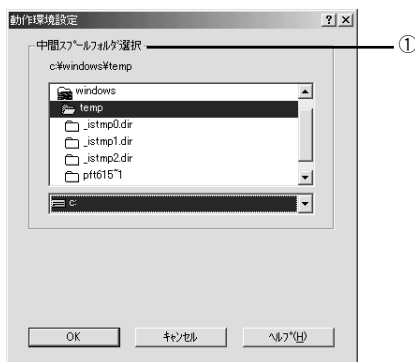 動作環境設定
中間ｽﾌﾟｰﾙﾌｫﾙﾀﾞ選択
①
c:¥windows¥temp
windows
temp
_istmp0.dir
_istmp1.dir
_istmp2.dir
pft615~1
c:
OK
ｷｬﾝｾﾙ
ﾍﾙﾌﾟ(H)